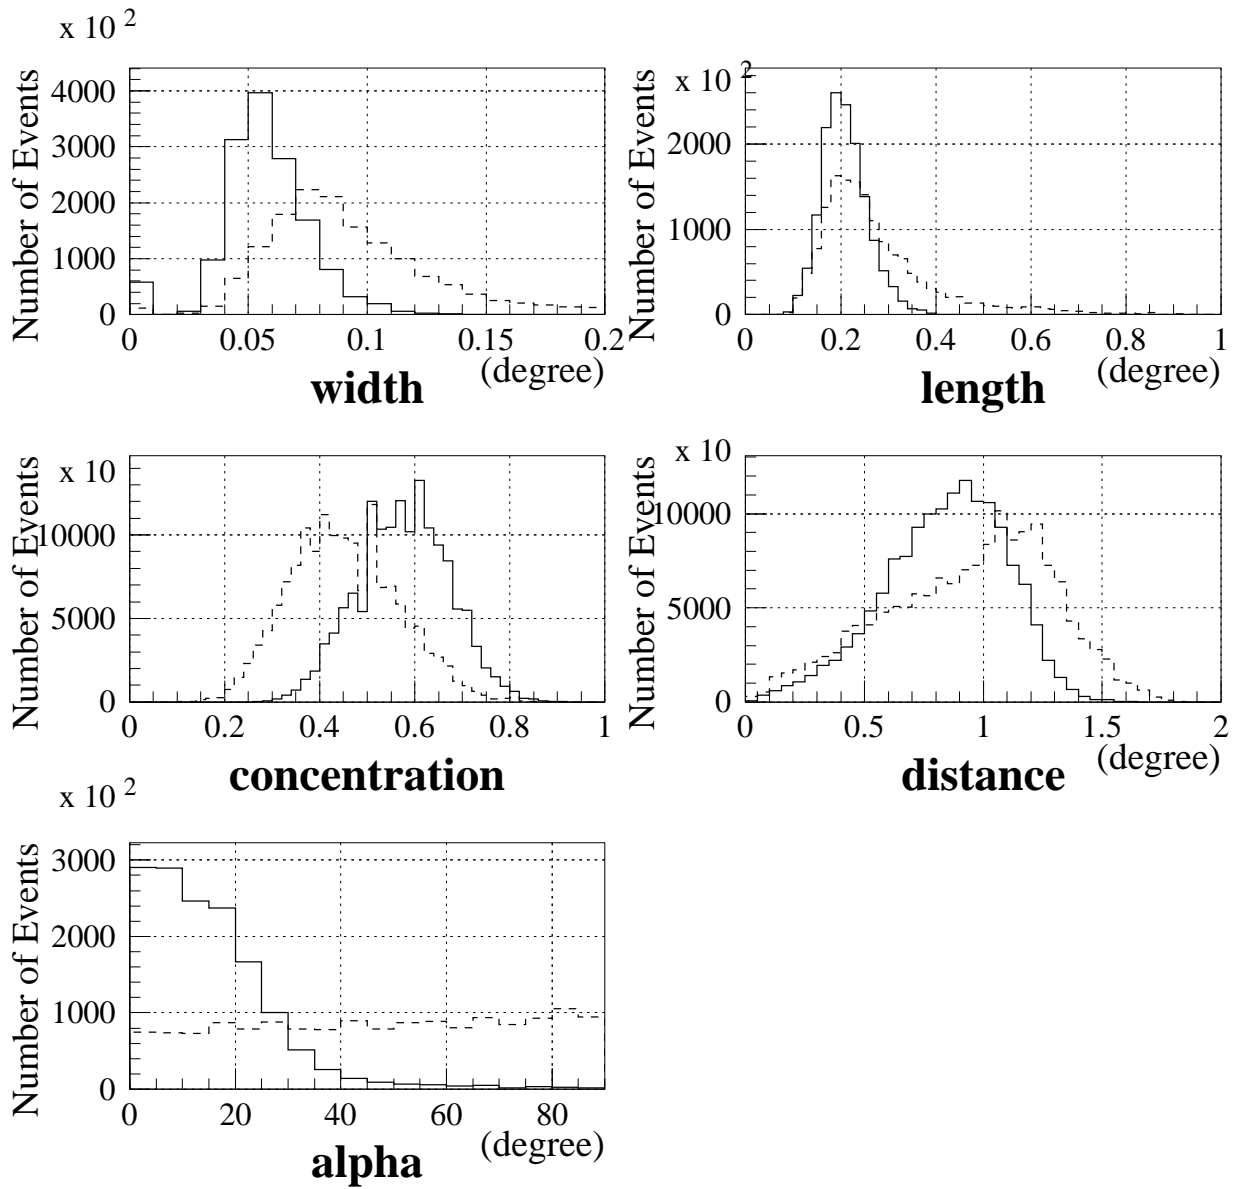 x 10 2
Number of Events
4000
3000
2000
1000
0
0 0.05 0.1 0.15 0.2
(degree)
width
x 10 2
Number of Events
2000
1000
0
0 0.2 0.4 0.6 0.8 1
(degree)
length
x 10
Number of Events
10000
5000
0
0 0.2 0.4 0.6 0.8 1
concentration
x 10
Number of Events
10000
5000
0
0 0.5 1 1.5 2
(degree)
distance
x 10 2
Number of Events
3000
2000
1000
0
0 20 40 60 80
(degree)
alpha